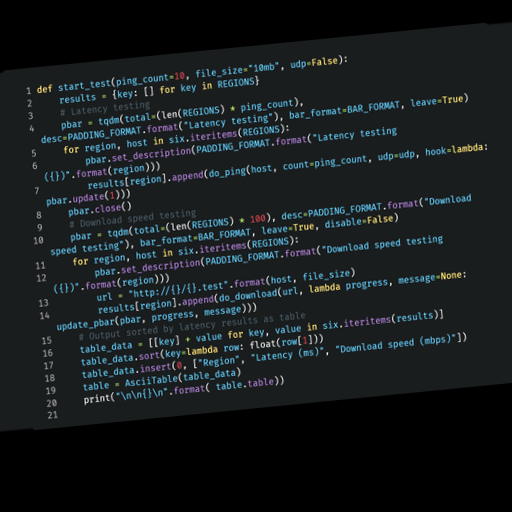 1 def start_test(ping_count=10, file_size="10mb", udp=False):
2 results = {key: [] for key in REGIONS}
3 # Latency testing
4 pbar = tqdm(total=(len(REGIONS) * ping_count),
desc=PADDING_FORMAT.format("Latency testing"), bar_format=BAR_FORMAT, leave=True)
5 for region, host in six.iteritems(REGIONS):
6 pbar.set_description(PADDING_FORMAT.format("Latency testing
({})".format(region)))
7 results[region].append(do_ping(host, count=ping_count, udp=udp, hook=lambda:
pbar.update(1)))
8 pbar.close()
9 # Download speed testing
10 pbar = tqdm(total=(len(REGIONS) * 100), desc=PADDING_FORMAT.format("Download
speed testing"), bar_format=BAR_FORMAT, leave=True, disable=False)
11 for region, host in six.iteritems(REGIONS):
12 pbar.set_description(PADDING_FORMAT.format("Download speed testing
({})".format(region)))
13 url = "http://{}/{}.test".format(host, file_size)
14 results[region].append(do_download(url, lambda progress, message=None:
update_pbar(pbar, progress, message)))
15 # Output sorted by latency results as table
16 table_data = [[key] + value for key, value in six.iteritems(results)]
17 table_data.sort(key=lambda row: float(row[1]))
18 table_data.insert(0, ["Region", "Latency (ms)", "Download speed (mbps)"])
19 table = AsciiTable(table_data)
20 print("\n\n{}\n".format( table.table))
21